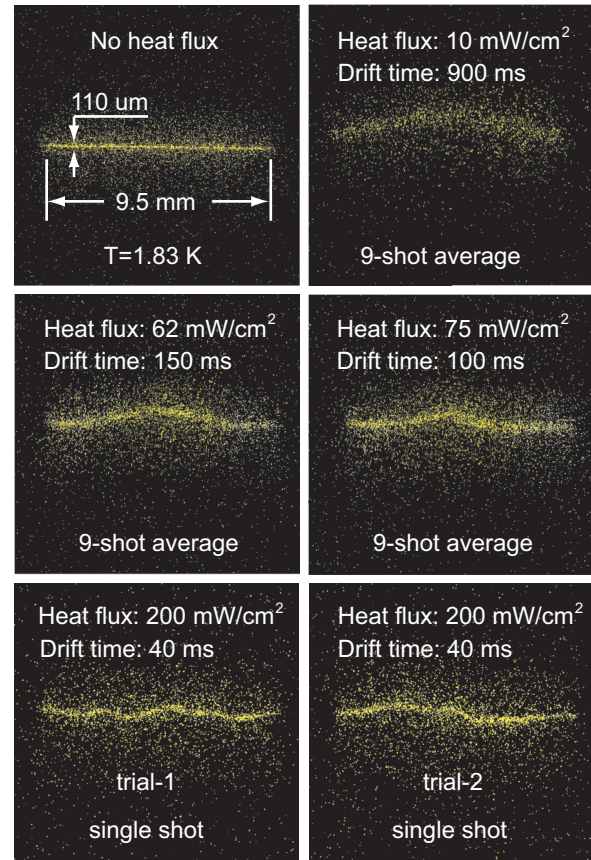 No heat flux
110 um
9.5 mm
T=1.83 K
Heat flux: 10 mW/cm²
Drift time: 900 ms
9-shot average
Heat flux: 62 mW/cm²
Drift time: 150 ms
9-shot average
Heat flux: 75 mW/cm²
Drift time: 100 ms
9-shot average
Heat flux: 200 mW/cm²
Drift time: 40 ms
trial-1
single shot
Heat flux: 200 mW/cm²
Drift time: 40 ms
trial-2
single shot